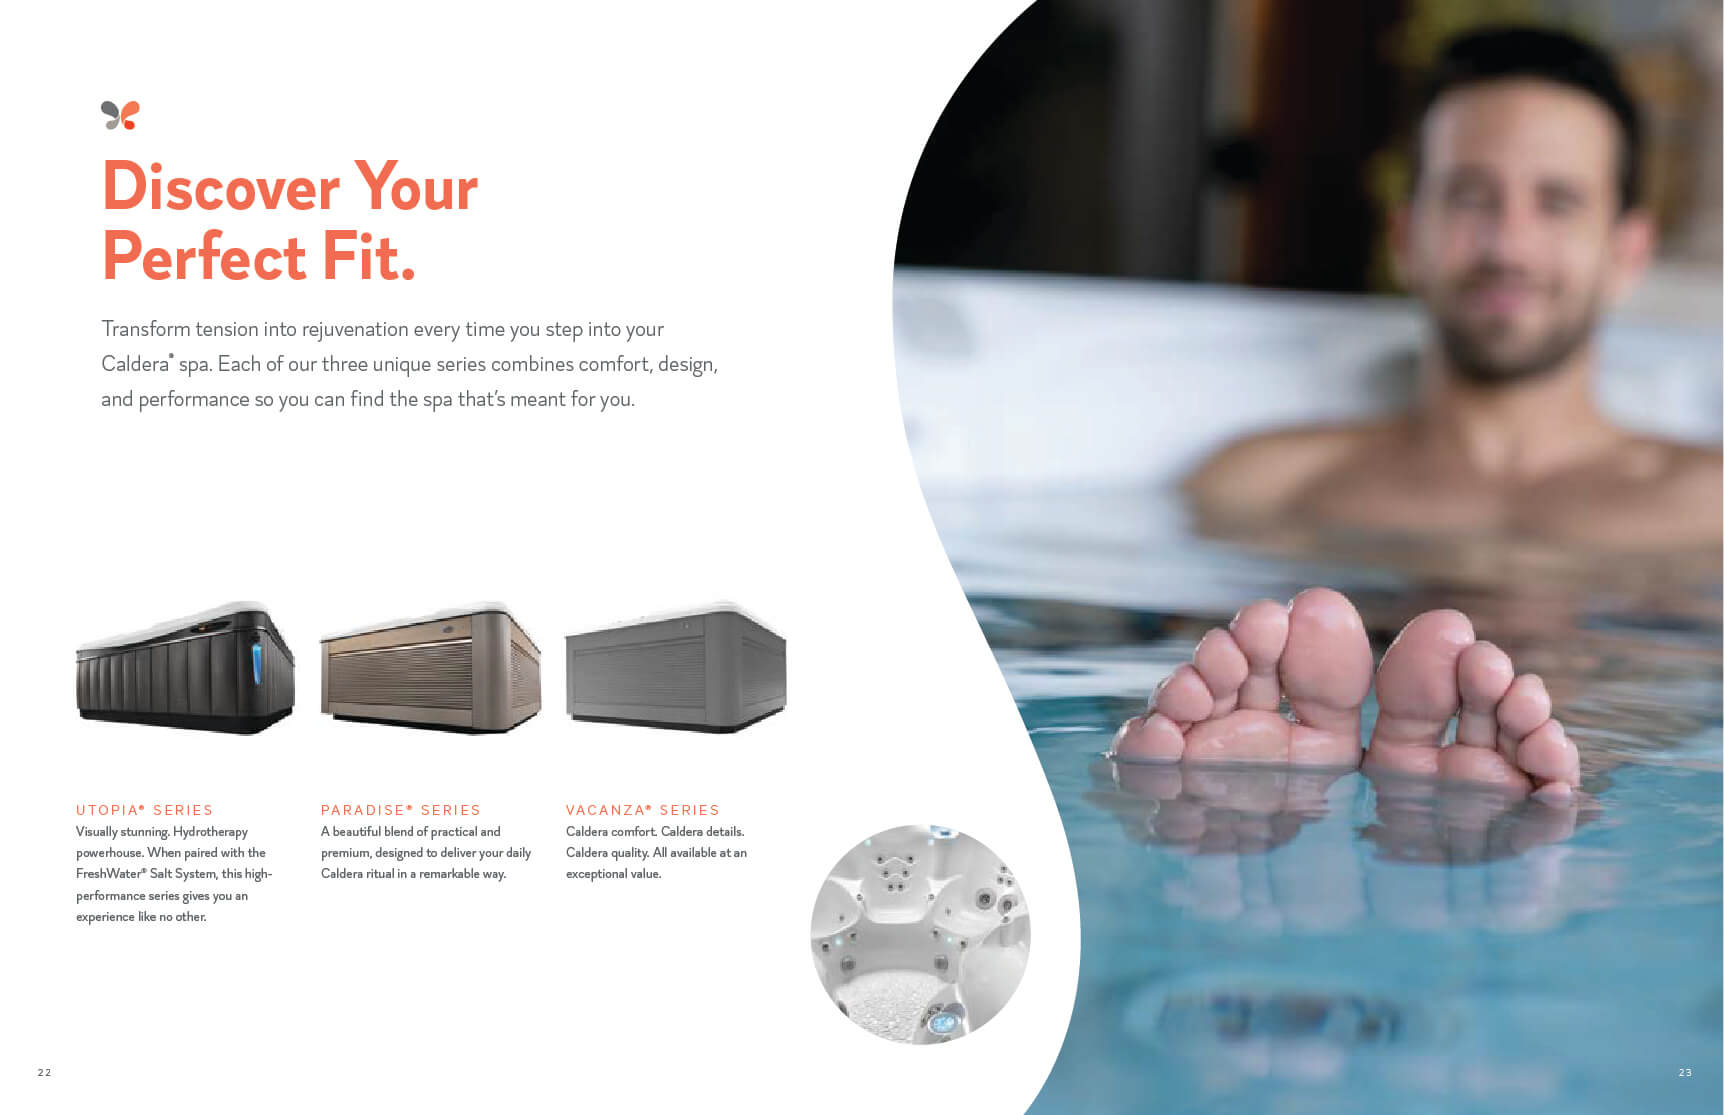 Discover Your
Perfect Fit.
Transform tension into rejuvenation every time you step into your
Caldera® spa. Each of our three unique series combines comfort, design,
and performance so you can find the spa that's meant for you.
UTOPIA® SERIES
Visually stunning. Hydrotherapy
powerhouse. When paired with the
FreshWater® Salt System, this high-
performance series gives you an
experience like no other.
PARADISE® SERIES
A beautiful blend of practical and
premium, designed to deliver your daily
Caldera ritual in a remarkable way.
VACANZA® SERIES
Caldera comfort. Caldera details.
Caldera quality. All available at an
exceptional value.
22
23